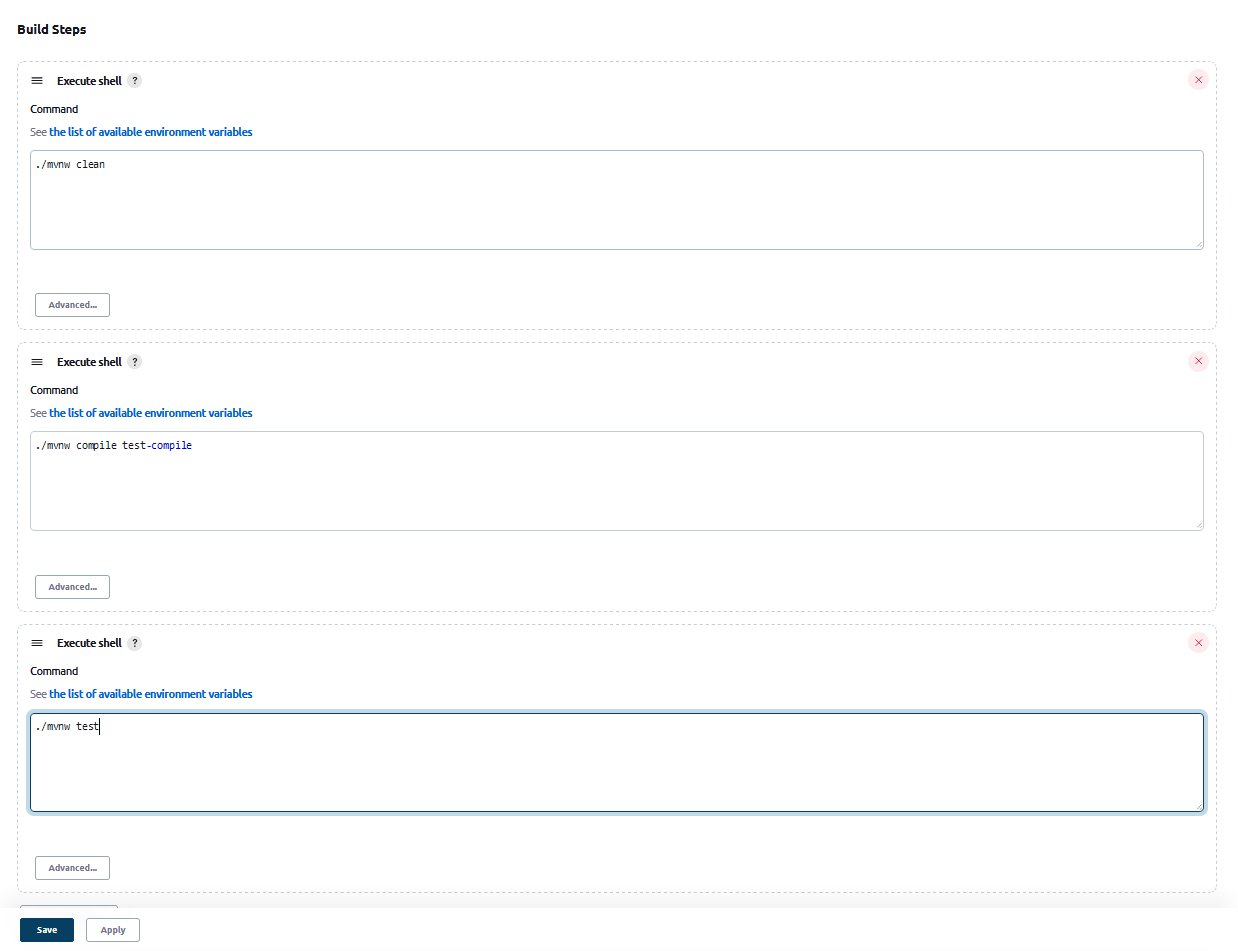 Build Steps
Execute shell ?
Command
See the list of available environment variables
./mvnw clean
Advanced...
Execute shell ?
Command
See the list of available environment variables
./mvnw compile test-compile
Advanced...
Execute shell ?
Command
See the list of available environment variables
./mvnw test
Advanced...
Save Apply